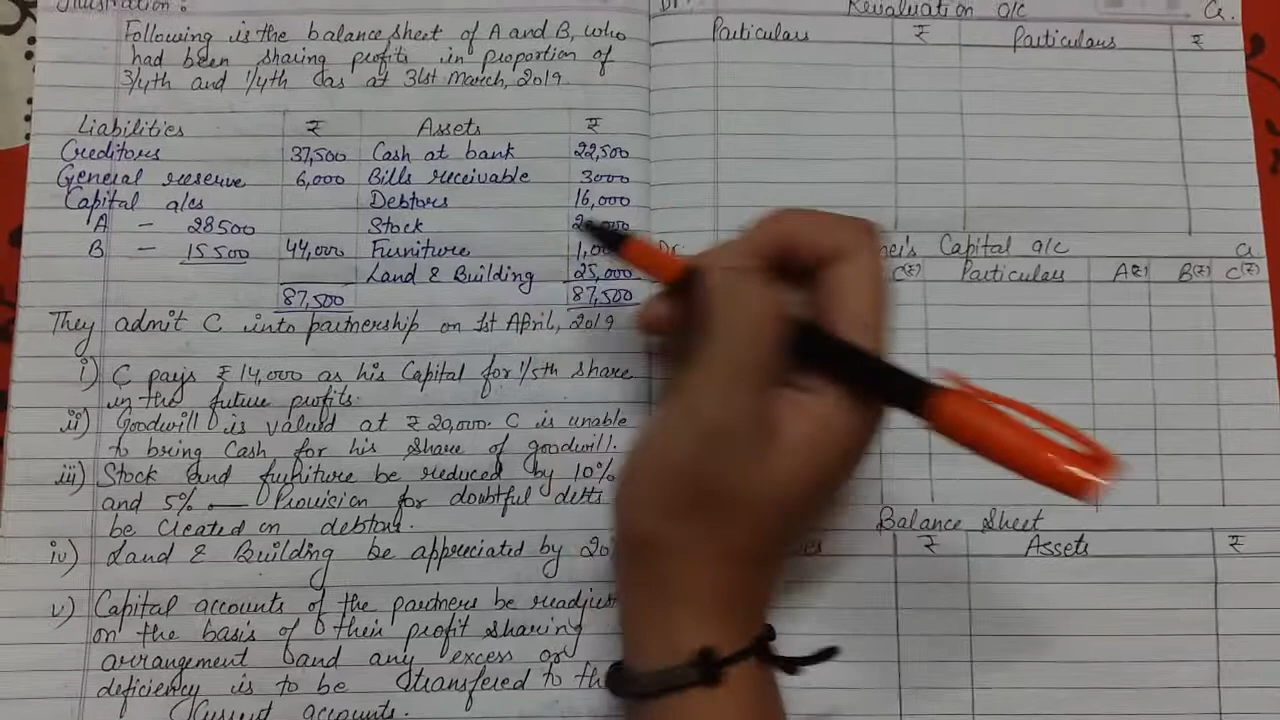 Illustration :
Following is the balance sheet of A and B, who
had been sharing profits in proportion of
3/4th and 1/4th as at 31st March, 2019
Liabilities ₹ Assets ₹
Creditors 37,500 Cash at bank 22,500
General reserve 6,000 Bills receivable 3000
Capital a/cs Debtors 16,000
A - 28500 Stock
B - 15500 44,000 Furniture
Land & Building 25,000
87,500 87,500
They admit C into partnership on 1st April, 2019
i) C pays ₹ 14,000 as his Capital for 1/5th share
in the future profits.
ii) Goodwill is valued at ₹ 20,000. C is unable
to bring Cash for his share of goodwill.
iii) Stock and furniture be reduced by 10%
and 5% — Provision for doubtful debts
be created on debtors.
iv) Land & Building be appreciated by
v) Capital accounts of the partners be readjus
on the basis of their profit sharing
arrangement and any excess or
deficiency is to be transfered to
Current accounts.
Dr. Revaluation a/c Cr.
Particulars ₹ Particulars ₹
Dr. Capital a/c Cr
C(₹) Particulars A(₹) B(₹) C(₹)
Balance Sheet
₹ Assets ₹